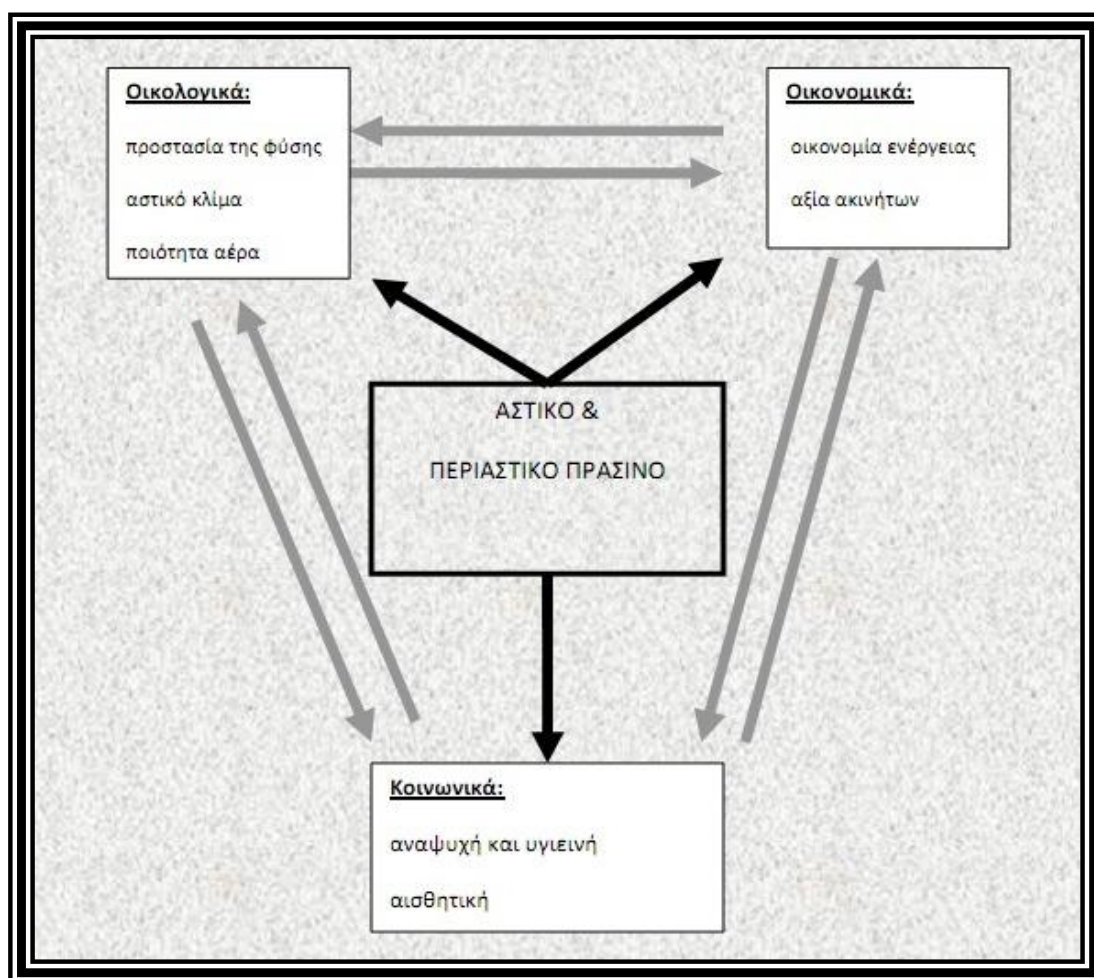 Οικολογικά:
προστασία της φύσης
αστικό κλίμα
ποιότητα αέρα
Οικονομικά:
οικονομία ενέργειας
αξία ακινήτων
ΑΣΤΙΚΟ &
ΠΕΡΙΑΣΤΙΚΟ ΠΡΑΣΙΝΟ
Κοινωνικά:
αναψυχή και υγιεινή
αισθητική